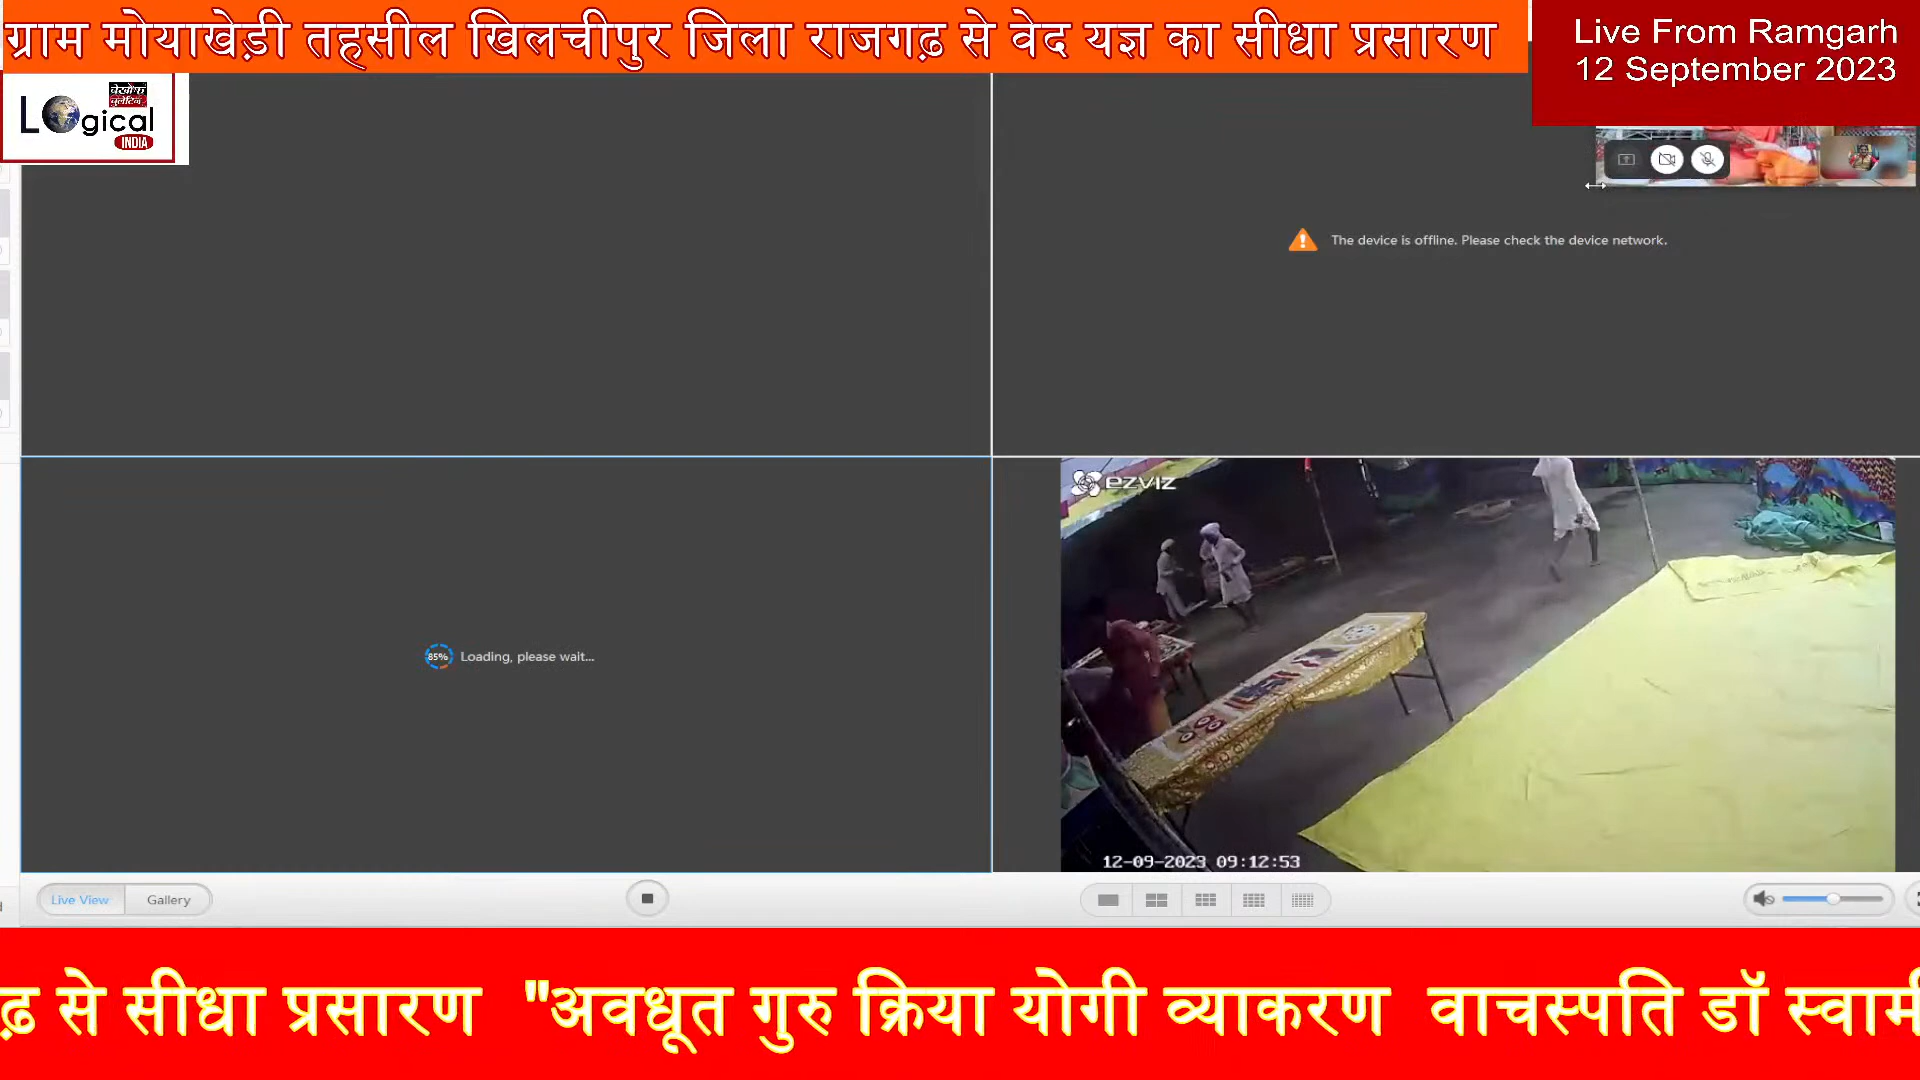 ग्राम मोयाखेड़ी तहसील खिलचीपुर जिला राजगढ़ से वेद यज्ञ का सीधा प्रसारण
Live From Ramgarh
12 September 2023
बेखौफ
बुलेटिन
Logical
INDIA
The device is offline. Please check the device network.
ezviz
85% Loading, please wait...
12-09-2023 09:12:53
Live View Gallery
ढ़ से सीधा प्रसारण "अवधूत गुरु क्रिया योगी व्याकरण वाचस्पति डॉ स्वामी